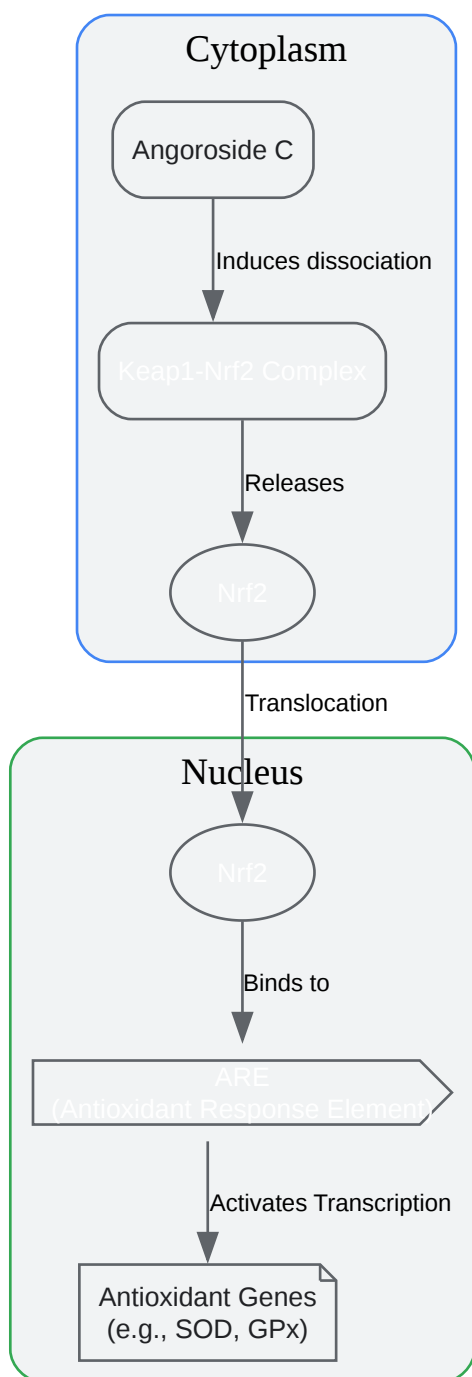 Cytoplasm
Angoroside C
Induces dissociation
Keap1-Nrf2 Complex
Releases
Nrf2
Translocation
Nucleus
Nrf2
Binds to
ARE
(Antioxidant Response Element)
Activates Transcription
Antioxidant Genes
(e.g., SOD, GPx)